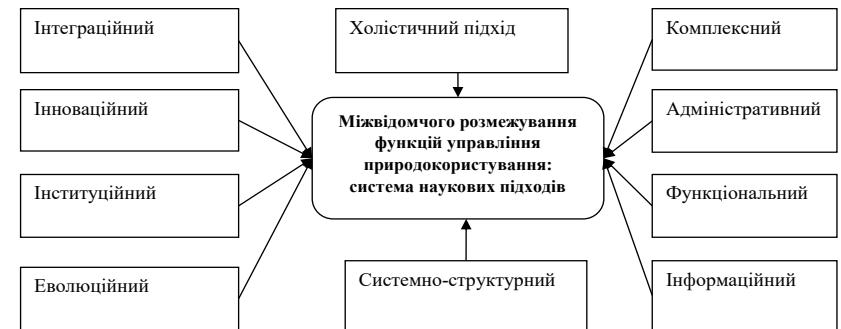 Інтеграційний
Холістичний підхід
Комплексний
Інноваційний
Міжвідомчого розмежування
функцій управління
природокористування:
система наукових підходів
Адміністративний
Інституційний
Функціональний
Еволюційний
Системно-структурний
Інформаційний